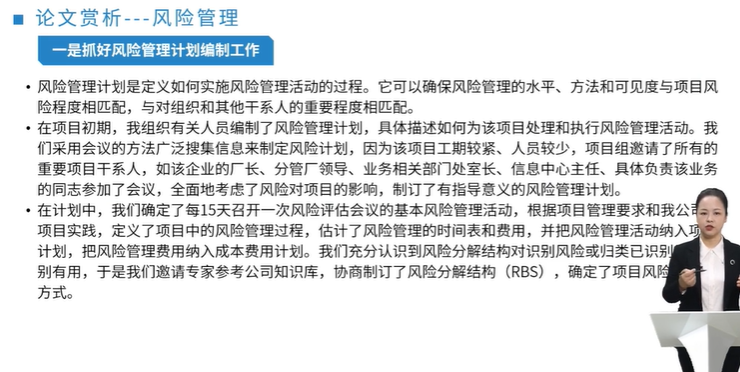 论文赏析---风险管理
一是抓好风险管理计划编制工作
• 风险管理计划是定义如何实施风险管理活动的过程。它可以确保风险管理的水平、方法和可见度与项目风
险程度相匹配，与对组织和其他干系人的重要程度相匹配。
• 在项目初期，我组织有关人员编制了风险管理计划，具体描述如何为该项目处理和执行风险管理活动。我
们采用会议的方法广泛搜集信息来制定风险计划，因为该项目工期较紧、人员较少，项目组邀请了所有的
重要项目干系人，如该企业的厂长、分管厂领导、业务相关部门处室长、信息中心主任、具体负责该业务
的同志参加了会议，全面地考虑了风险对项目的影响，制订了有指导意义的风险管理计划。
• 在计划中，我们确定了每15天召开一次风险评估会议的基本风险管理活动，根据项目管理要求和我公
项目实践，定义了项目中的风险管理过程，估计了风险管理的时间表和费用，并把风险管理活动纳入项
计划，把风险管理费用纳入成本费用计划。我们充分认识到风险分解结构对识别风险或归类已识别
别有用，于是我们邀请专家参考公司知识库，协商制订了风险分解结构（RBS），确定了项目风险
方式。